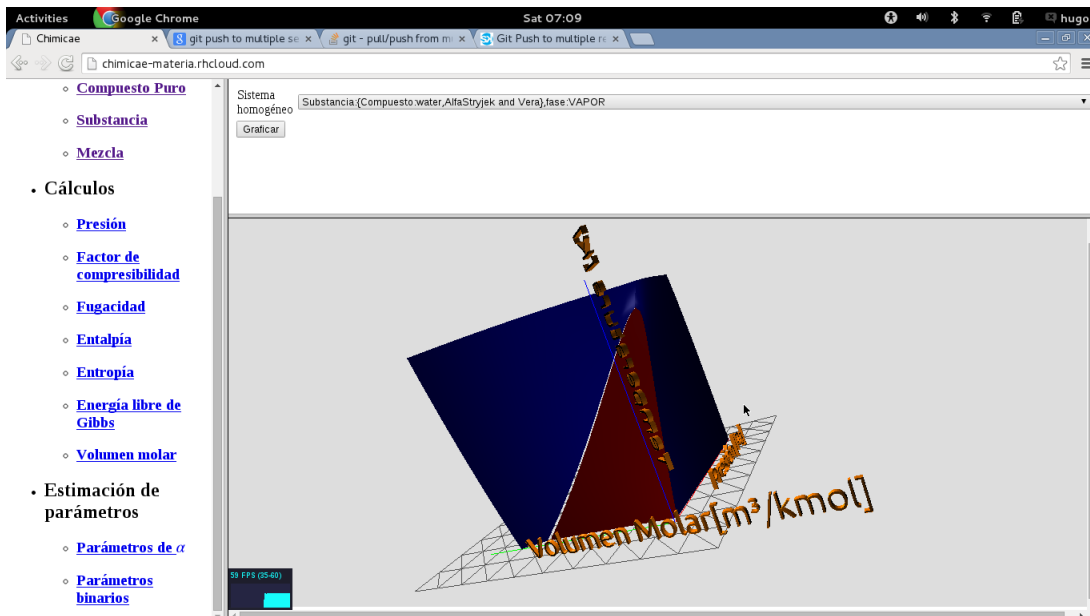 Activities
Google Chrome
Sat 07:09
hugo
Chimicae
git push to multiple se
git - pull/push from m
Git Push to multiple re
chimicae-materia.rhcloud.com
Compuesto Puro
Substancia
Mezcla
Cálculos
Presión
Factor de
compresibilidad
Fugacidad
Entalpía
Entropía
Energía libre de
Gibbs
Volumen molar
Estimación de
parámetros
Parámetros de α
Parámetros
binarios
Sistema
homogéneo
Substancia:{Compuesto:water,AlfaStryjek and Vera},fase:VAPOR
Graficar
Volumen Molar[m³/kmol]
59 FPS (35-60)